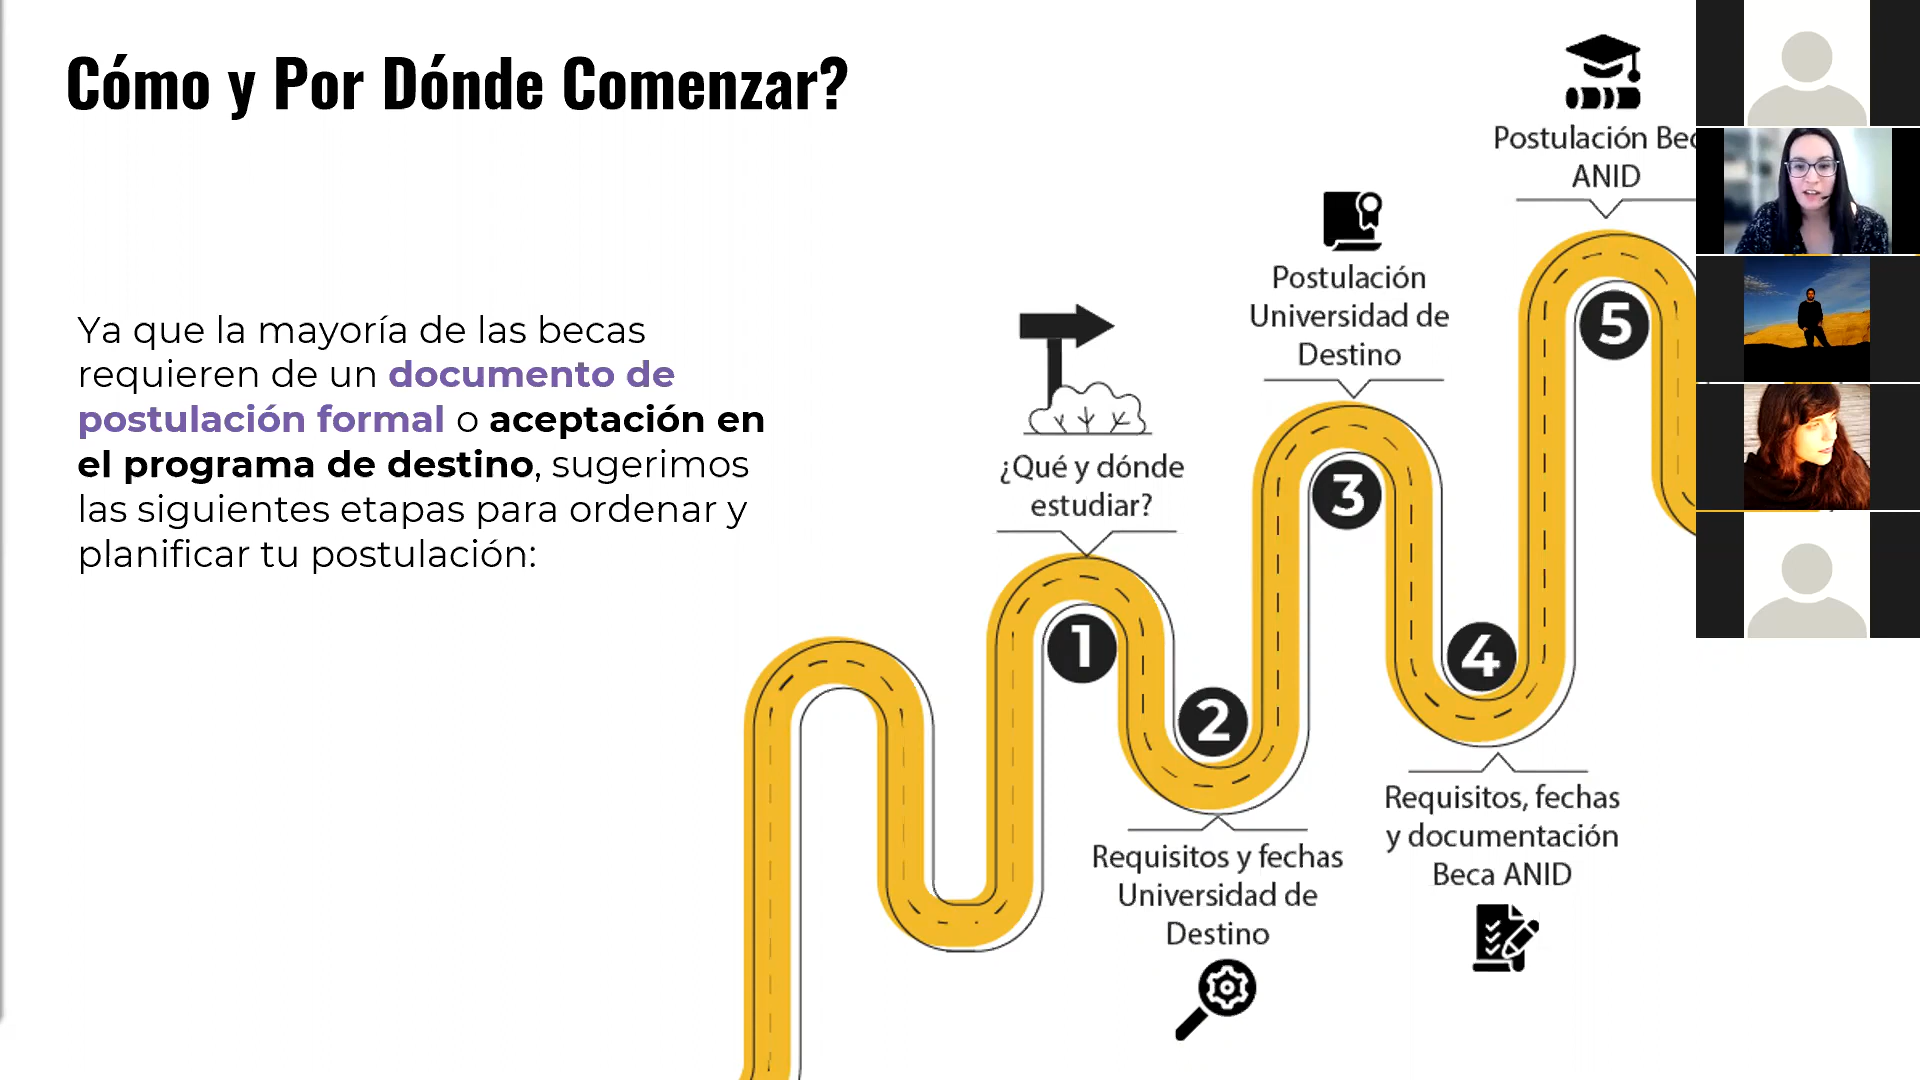 Cómo y Por Dónde Comenzar?
Ya que la mayoría de las becas
requieren de un documento de
postulación formal o aceptación en
el programa de destino, sugerimos
las siguientes etapas para ordenar y
planificar tu postulación:
¿Qué y dónde
estudiar?
1
2
Requisitos y fechas
Universidad de
Destino
Postulación
Universidad de
Destino
3
4
Requisitos, fechas
y documentación
Beca ANID
Postulación Bec
ANID
5